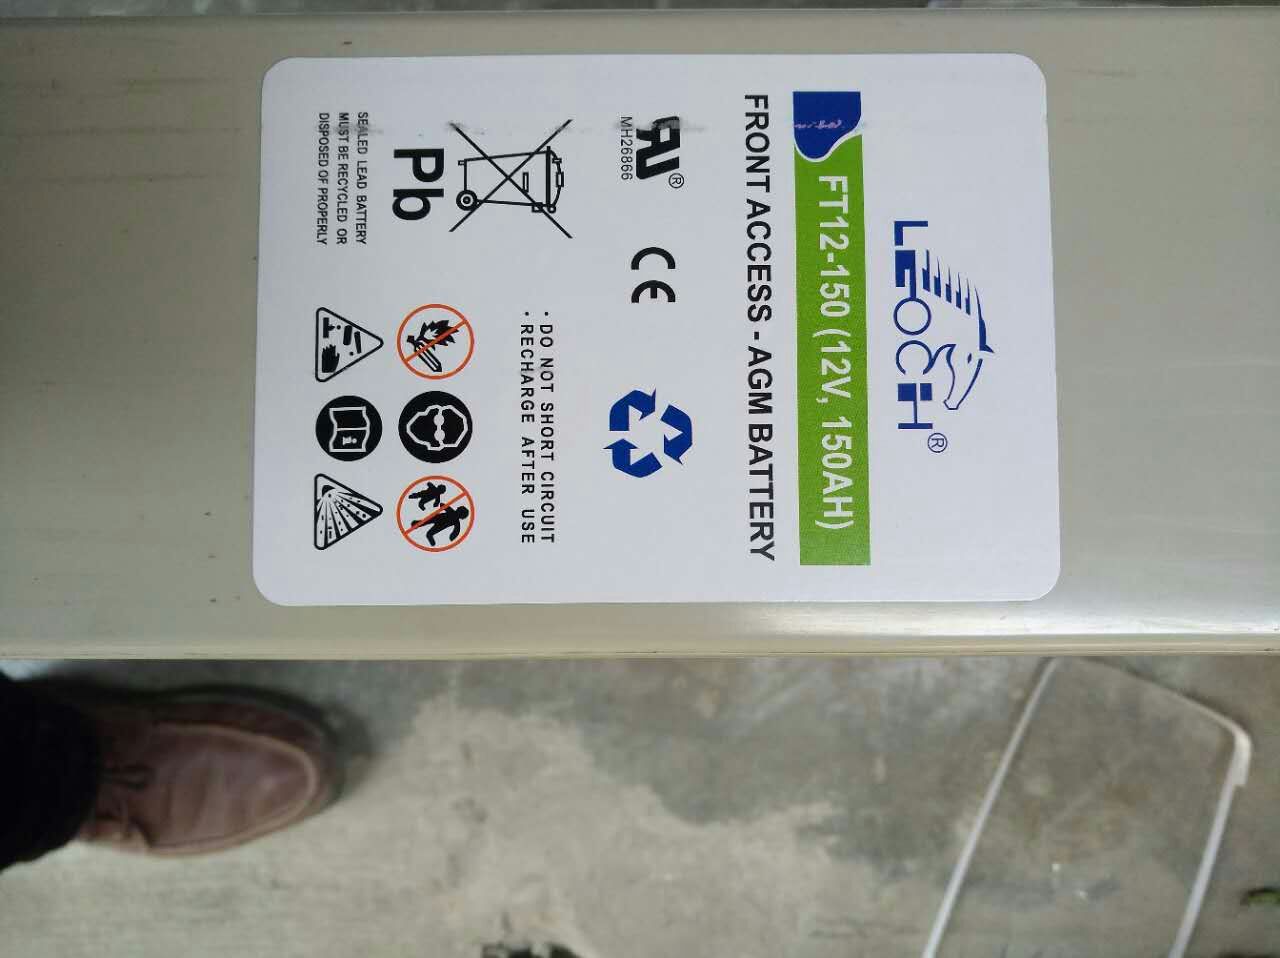 LEOCH®
FT12-150 (12V, 150AH)
FRONT ACCESS - AGM BATTERY
MH26866
CE
• DO NOT SHORT CIRCUIT
• RECHARGE AFTER USE
Pb
SEALED LEAD BATTERY
MUST BE RECYCLED OR
DISPOSED OF PROPERLY